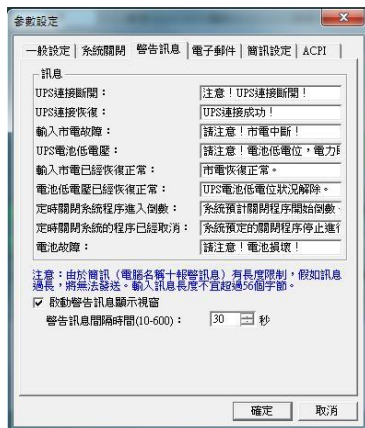 參數設定
一般設定 系統關閉 警告訊息 電子郵件 簡訊設定 ACPI
訊息
UPS連接斷開： 注意！UPS連接斷開！
UPS連接恢復： UPS連接成功！
輸入市電故障： 請注意！市電中斷！
UPS電池低電壓： 請注意！電池低電位，電力
輸入市電已經恢復正常： 市電恢復正常。
電池低電壓已經恢復正常： UPS電池低電位狀況解除。
定時關閉系統程序進入倒數： 系統預計關閉程序開始倒數，
定時關閉系統的程序已經取消： 系統預定的關閉程序停止進行
電池故障： 請注意！電池損壞！
注意：由於簡訊（電腦名稱＋報警訊息）有長度限制，假如訊息
過長，將無法發送。輸入訊息長度不宜超過56個字節。
啟動警告訊息顯示視窗
警告訊息間隔時間(10-600)： 30 秒
確定 取消